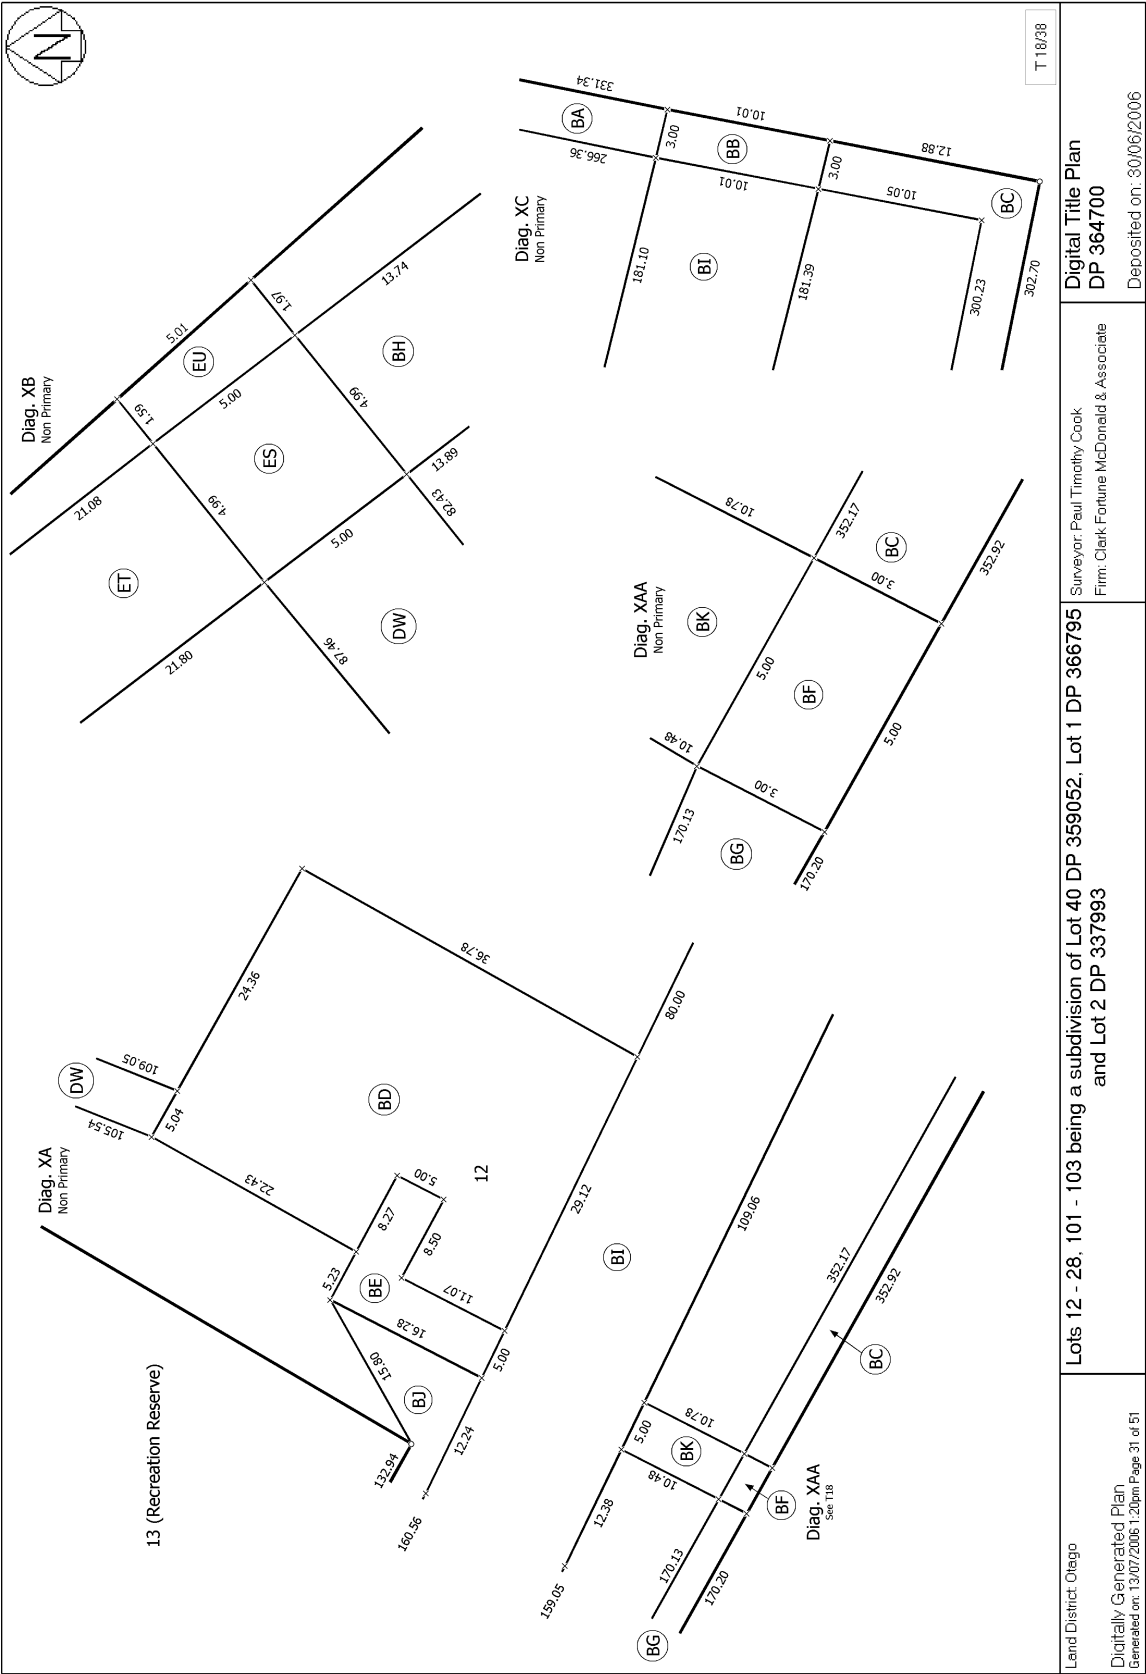 N
13 (Recreation Reserve)
Diag. XA
Non Primary
DW
105.54
109.05
5.04
24.36
22.43
36.78
BD
12
5.23
8.27
5.00
8.50
BE
11.07
16.28
15.80
BJ
132.94
160.56
12.24
5.00
29.12
80.00
BI
159.05
12.38
5.00
109.06
10.48
BK
10.78
BG
170.13
170.20
BF
352.17
352.92
BC
Diag. XAA
See T18
Diag. XB
Non Primary
21.08
5.01
EU
1.59
1.97
ET
4.99
5.00
13.74
ES
BH
4.99
21.80
5.00
13.89
82.43
87.46
DW
Diag. XAA
Non Primary
BK
10.78
10.48
352.17
BC
5.00
3.00
170.13
3.00
BF
BG
170.20
5.00
352.92
Diag. XC
Non Primary
331.34
BA
266.36
3.00
10.01
BB
10.01
181.10
BI
3.00
12.88
181.39
10.05
BC
300.23
302.70
T 18/38
Land District: Otago
Digitally Generated Plan
Generated on: 13/07/2006 1:20pm Page 31 of 51
Lots 12 - 28, 101 - 103 being a subdivision of Lot 40 DP 359052, Lot 1 DP 366795
and Lot 2 DP 337993
Surveyor: Paul Timothy Cook
Firm: Clark Fortune McDonald & Associate
Digital Title Plan
DP 364700
Deposited on: 30/06/2006